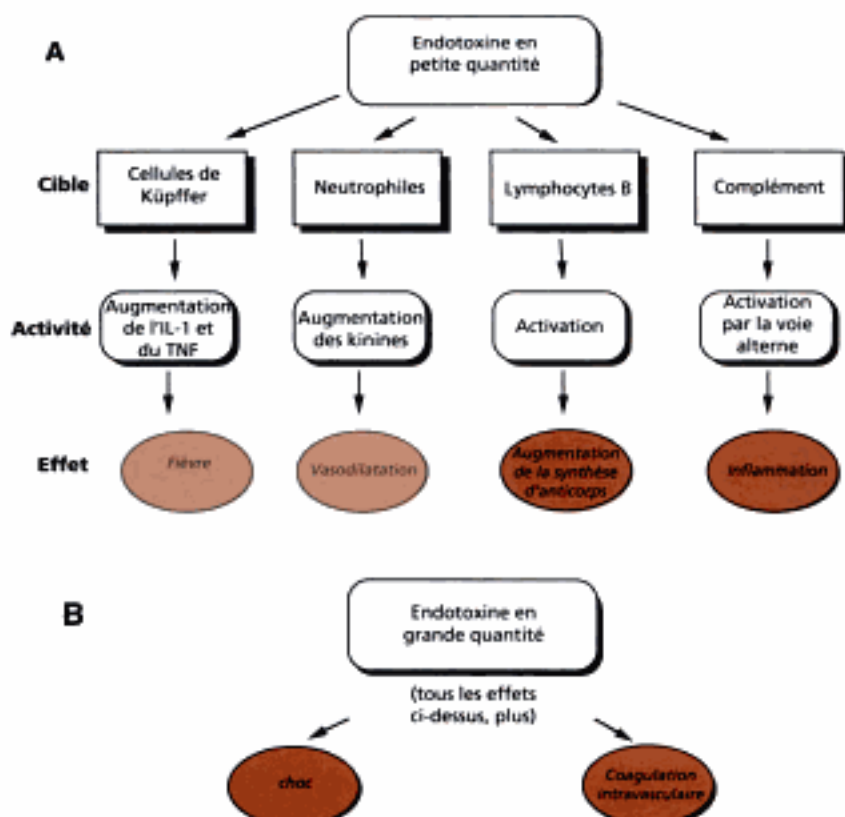 A
Endotoxine en
petite quantité
Cible
Cellules de
Küpffer
Neutrophiles
Lymphocytes B
Complément
Activité
Augmentation
de l'IL-1 et
du TNF
Augmentation
des kinines
Activation
Activation
par la voie
alterne
Effet
Fièvre
Vasodilatation
Augmentation
de la synthèse
d'anticorps
Inflammation
B
Endotoxine en
grande quantité
(tous les effets
ci-dessus, plus)
choc
Coagulation
intravasculaire